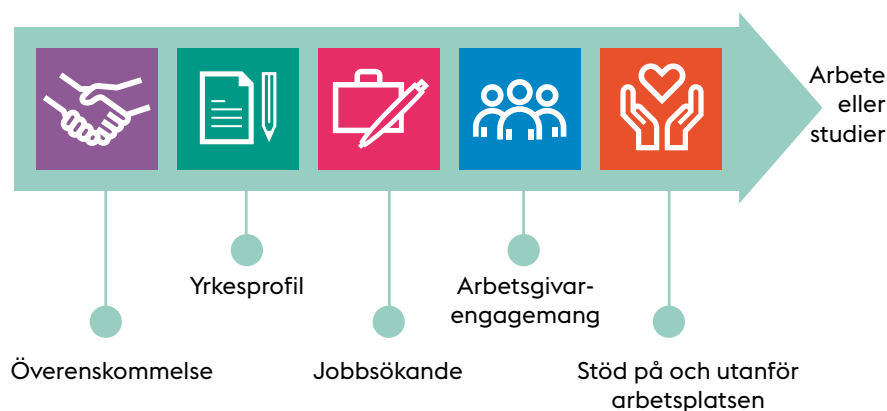 Arbete
eller
studier
Yrkesprofil
Arbetsgivar-
engagemang
Överenskommelse
Jobbsökande
Stöd på och utanför
arbetsplatsen